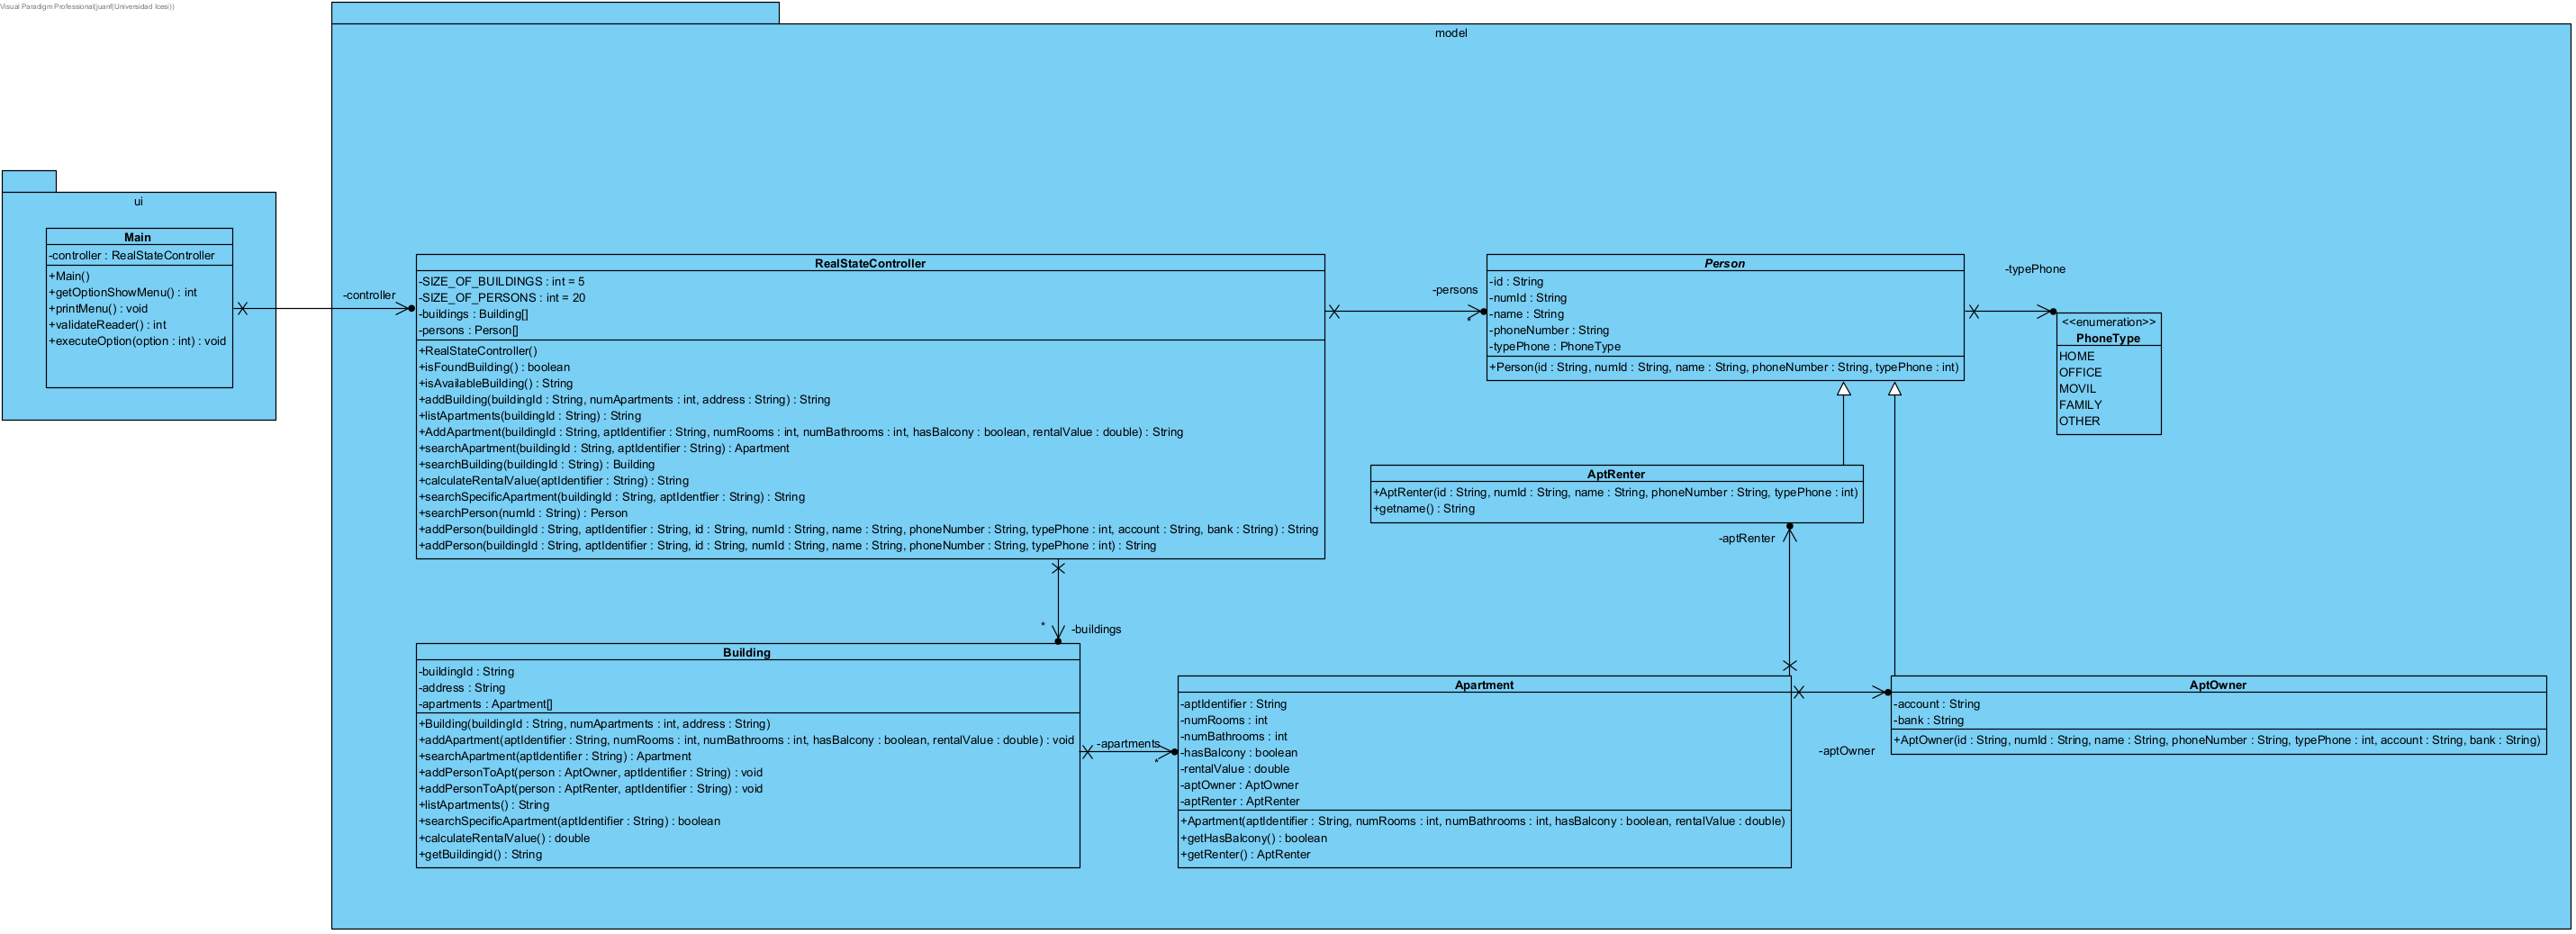 Visual Paradigm Professional(juanf(Universidad Icesi))
model
ui
Main
-controller : RealStateController
+Main()
+getOptionShowMenu() : int
+printMenu() : void
+validateReader() : int
+executeOption(option : int) : void
-controller
RealStateController
-SIZE_OF_BUILDINGS : int = 5
-SIZE_OF_PERSONS : int = 20
-buildings : Building[]
-persons : Person[]
+RealStateController()
+isFoundBuilding() : boolean
+isAvailableBuilding() : String
+addBuilding(buildingId : String, numApartments : int, address : String) : String
+listApartments(buildingId : String) : String
+AddApartment(buildingId : String, aptIdentifier : String, numRooms : int, numBathrooms : int, hasBalcony : boolean, rentalValue : double) : String
+searchApartment(buildingId : String, aptIdentifier : String) : Apartment
+searchBuilding(buildingId : String) : Building
+calculateRentalValue(aptIdentifier : String) : String
+searchSpecificApartment(buildingId : String, aptIdentfier : String) : String
+searchPerson(numId : String) : Person
+addPerson(buildingId : String, aptIdentifier : String, id : String, numId : String, name : String, phoneNumber : String, typePhone : int, account : String, bank : String) : String
+addPerson(buildingId : String, aptIdentifier : String, id : String, numId : String, name : String, phoneNumber : String, typePhone : int) : String
-persons
*
Person
-id : String
-numId : String
-name : String
-phoneNumber : String
-typePhone : PhoneType
+Person(id : String, numId : String, name : String, phoneNumber : String, typePhone : int)
-typePhone
<<enumeration>>
PhoneType
HOME
OFFICE
MOVIL
FAMILY
OTHER
AptRenter
+AptRenter(id : String, numId : String, name : String, phoneNumber : String, typePhone : int)
+getname() : String
-aptRenter
*
-buildings
Building
-buildingId : String
-address : String
-apartments : Apartment[]
+Building(buildingId : String, numApartments : int, address : String)
+addApartment(aptIdentifier : String, numRooms : int, numBathrooms : int, hasBalcony : boolean, rentalValue : double) : void
+searchApartment(aptIdentifier : String) : Apartment
+addPersonToApt(person : AptOwner, aptIdentifier : String) : void
+addPersonToApt(person : AptRenter, aptIdentifier : String) : void
+listApartments() : String
+searchSpecificApartment(aptIdentifier : String) : boolean
+calculateRentalValue() : double
+getBuildingid() : String
-apartments
*
Apartment
-aptIdentifier : String
-numRooms : int
-numBathrooms : int
-hasBalcony : boolean
-rentalValue : double
-aptOwner : AptOwner
-aptRenter : AptRenter
+Apartment(aptIdentifier : String, numRooms : int, numBathrooms : int, hasBalcony : boolean, rentalValue : double)
+getHasBalcony() : boolean
+getRenter() : AptRenter
-aptOwner
AptOwner
-account : String
-bank : String
+AptOwner(id : String, numId : String, name : String, phoneNumber : String, typePhone : int, account : String, bank : String)